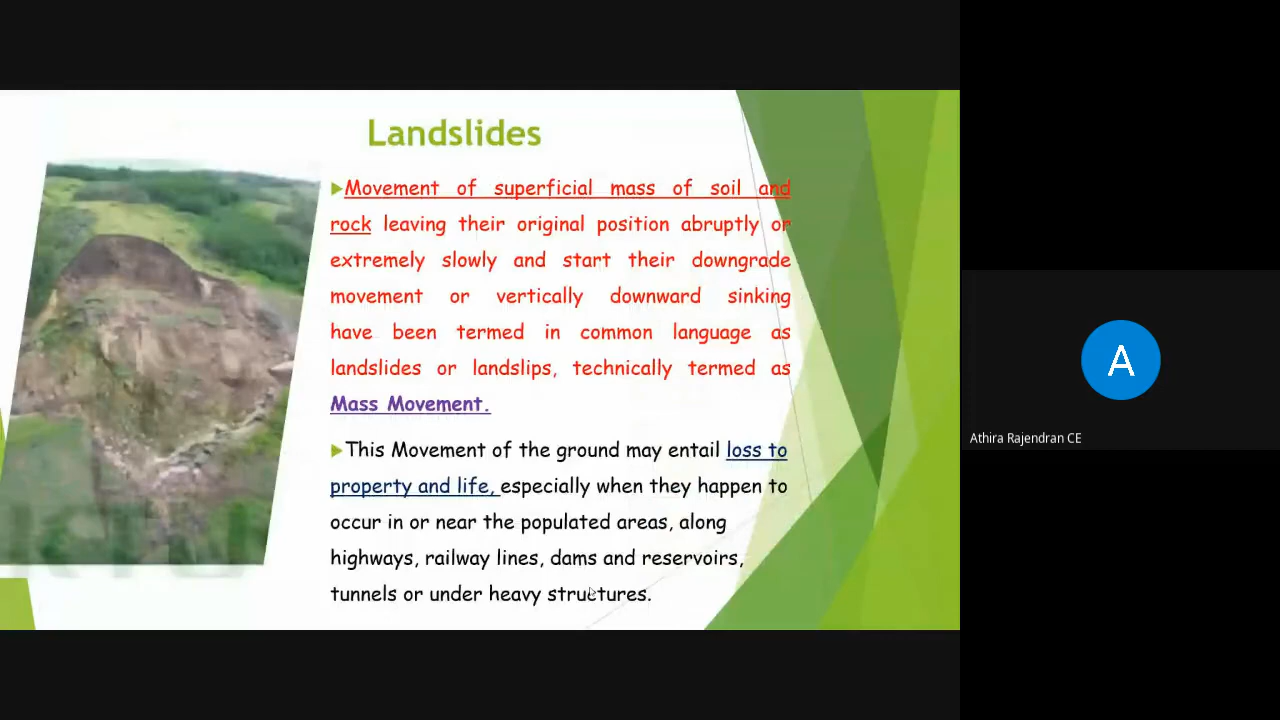 Landslides
Movement of superficial mass of soil and
rock leaving their original position abruptly or
extremely slowly and start their downgrade
movement or vertically downward sinking
have been termed in common language as
landslides or landslips, technically termed as
Mass Movement.
This Movement of the ground may entail loss to
property and life, especially when they happen to
occur in or near the populated areas, along
highways, railway lines, dams and reservoirs,
tunnels or under heavy structures.
KTU
A
Athira Rajendran CE